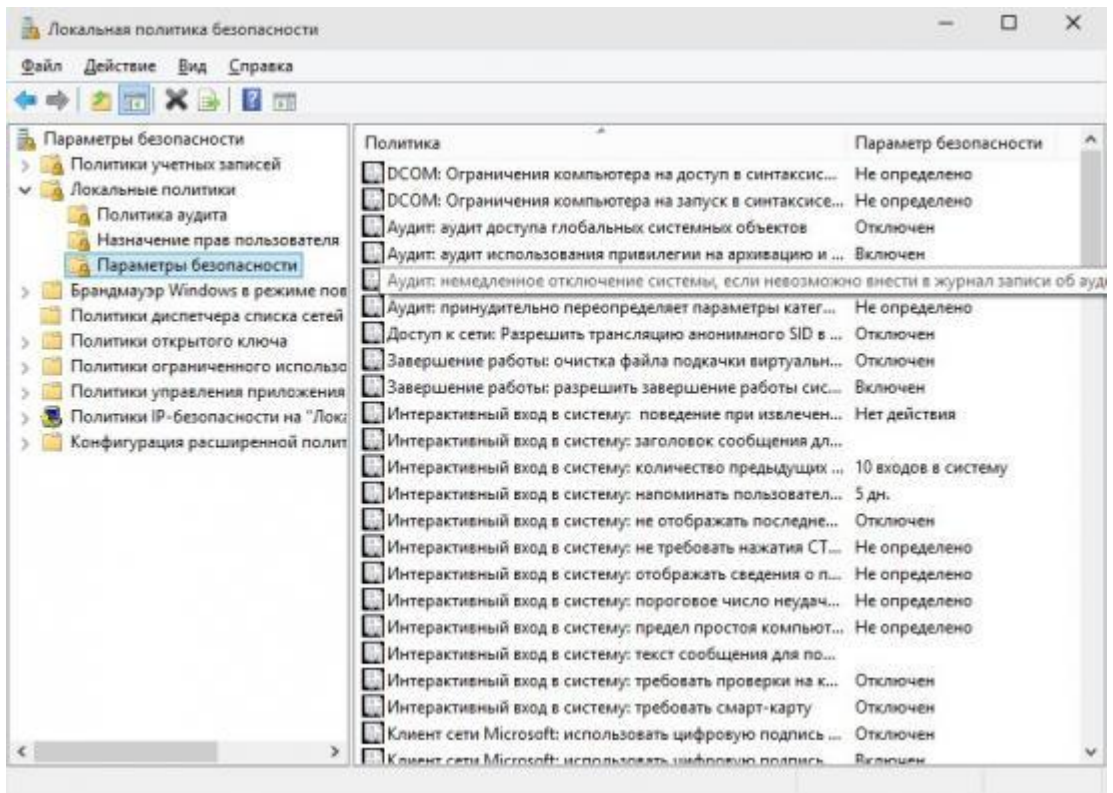 Локальная политика безопасности
Файл Действие Вид Справка
Параметры безопасности
Политики учетных записей
Локальные политики
Политика аудита
Назначение прав пользователя
Параметры безопасности
Брандмауэр Windows в режиме пов
Политики диспетчера списка сетей
Политики открытого ключа
Политики ограниченного использо
Политики управления приложения
Политики IP-безопасности на "Лока
Конфигурация расширенной полит
Политика Параметр безопасности
DCOM: Ограничения компьютера на доступ в синтаксис... Не определено
DCOM: Ограничения компьютера на запуск в синтаксисе... Не определено
Аудит: аудит доступа глобальных системных объектов Отключен
Аудит: аудит использования привилегии на архивацию и ... Включен
Аудит: немедленное отключение системы, если невозможно внести в журнал записи об ауди
Аудит: принудительно переопределяет параметры катег... Не определено
Доступ к сети: Разрешить трансляцию анонимного SID в ... Отключен
Завершение работы: очистка файла подкачки виртуальн... Отключен
Завершение работы: разрешить завершение работы сис... Включен
Интерактивный вход в систему: поведение при извлечен... Нет действия
Интерактивный вход в систему: заголовок сообщения дл...
Интерактивный вход в систему: количество предыдущих ... 10 входов в систему
Интерактивный вход в систему: напоминать пользовател... 5 дн.
Интерактивный вход в систему: не отображать последне... Отключен
Интерактивный вход в систему: не требовать нажатия CT... Не определено
Интерактивный вход в систему: отображать сведения о п... Не определено
Интерактивный вход в систему: пороговое число неудач... Не определено
Интерактивный вход в систему: предел простоя компьют... Не определено
Интерактивный вход в систему: текст сообщения для по...
Интерактивный вход в систему: требовать проверки на к... Отключен
Интерактивный вход в систему: требовать смарт-карту Отключен
Клиент сети Microsoft: использовать цифровую подпись ... Отключен
Клиент сети Microsoft: использовать цифровую подпись Включен